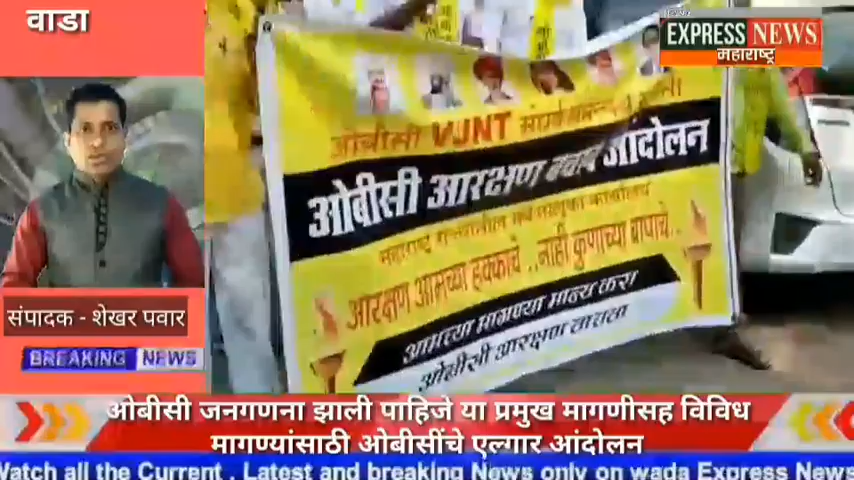 वाडा
EXPRESS NEWS
महाराष्ट्र
ओबीसी VJNT संघर्ष
ओबीसी आरक्षण बचाव आंदोलन
महाराष्ट्र
आरक्षण आमच्या हक्काचे ..नाही कुणाच्या बापाचे..
आमच्या मागण्या मान्य करा
ओबीसी आरक्षण वाचवा
संपादक - शेखर पवार
BREAKING NEWS
ओबीसी जनगणना झाली पाहिजे या प्रमुख मागणीसह विविध
मागण्यांसाठी ओबीसींचे एल्गार आंदोलन
Watch all the Current , Latest and breaking News only on wada Express News